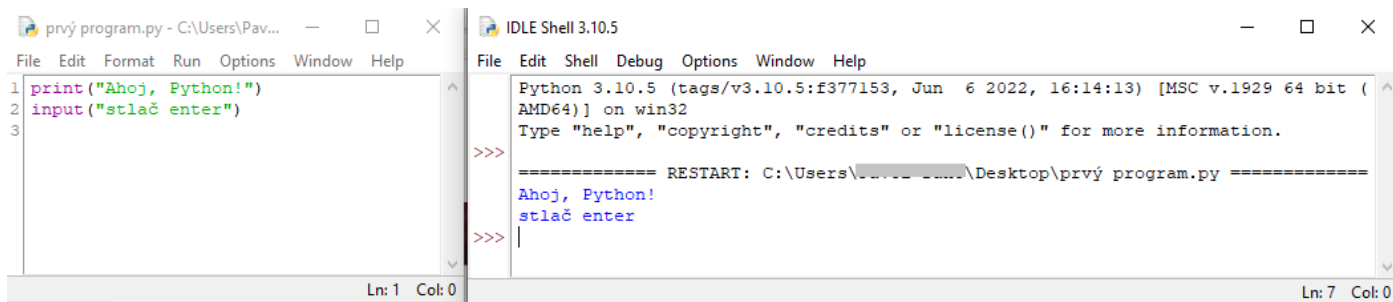 prvý program.py - C:\Users\Pav...
File Edit Format Run Options Window Help
1 print("Ahoj, Python!")
2 input("stlač enter")
3
Ln: 1 Col: 0
IDLE Shell 3.10.5
File Edit Shell Debug Options Window Help
Python 3.10.5 (tags/v3.10.5:f377153, Jun  6 2022, 16:14:13) [MSC v.1929 64 bit (
AMD64)] on win32
Type "help", "copyright", "credits" or "license()" for more information.
>>>
============= RESTART: C:\Users\ \Desktop\prvý program.py =============
Ahoj, Python!
stlač enter
>>>
Ln: 7 Col: 0